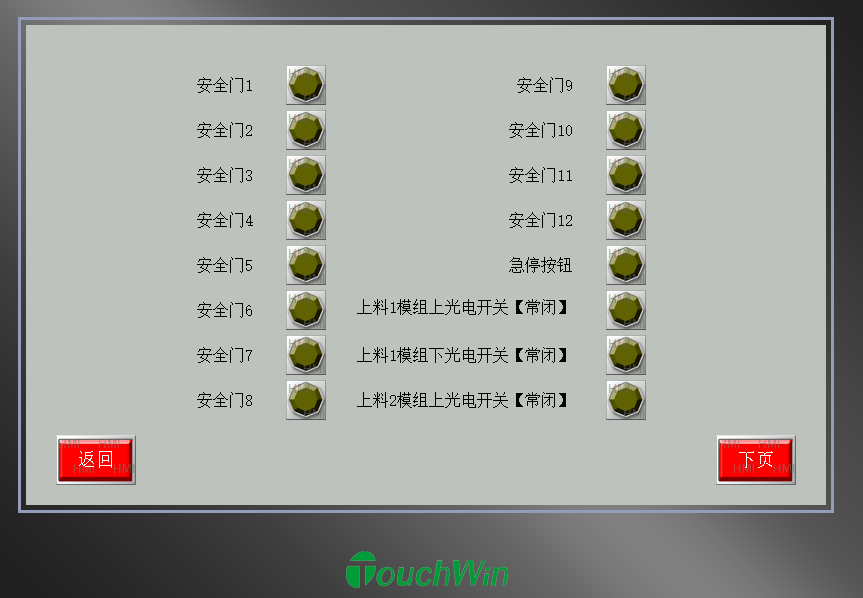 安全门1
安全门9
安全门2
安全门10
安全门3
安全门11
安全门4
安全门12
安全门5
急停按钮
安全门6
上料1模组上光电开关【常闭】
安全门7
上料1模组下光电开关【常闭】
安全门8
上料2模组上光电开关【常闭】
返回
下页
TouchWin